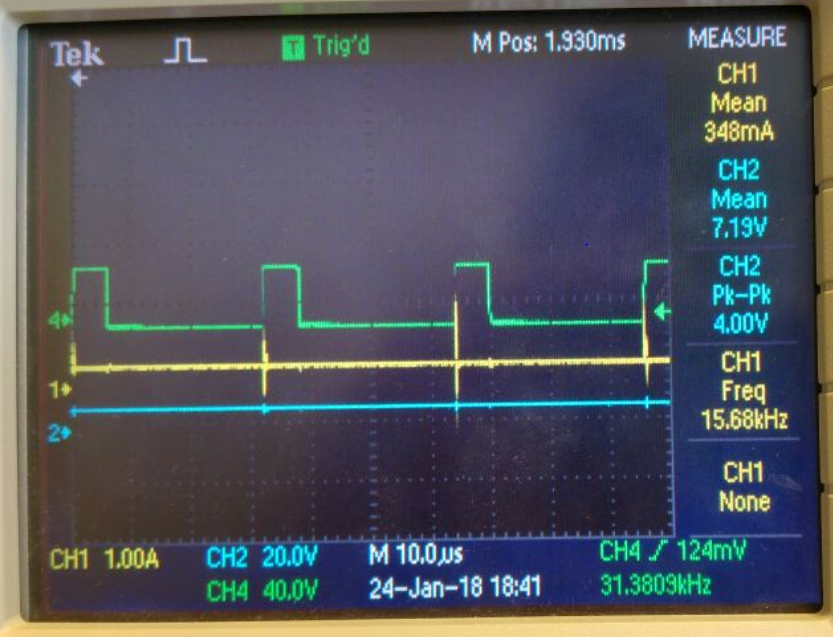 Tek T Trig'd M Pos: 1.930ms MEASURE
CH1
Mean
348mA
CH2
Mean
7.19V
CH2
Pk-Pk
4.00V
CH1
Freq
15.68kHz
CH1
None
4
1
2
CH1 1.00A CH2 20.0V M 10.0µs CH4 124mV
CH4 40.0V 24-Jan-18 18:41 31.3809kHz